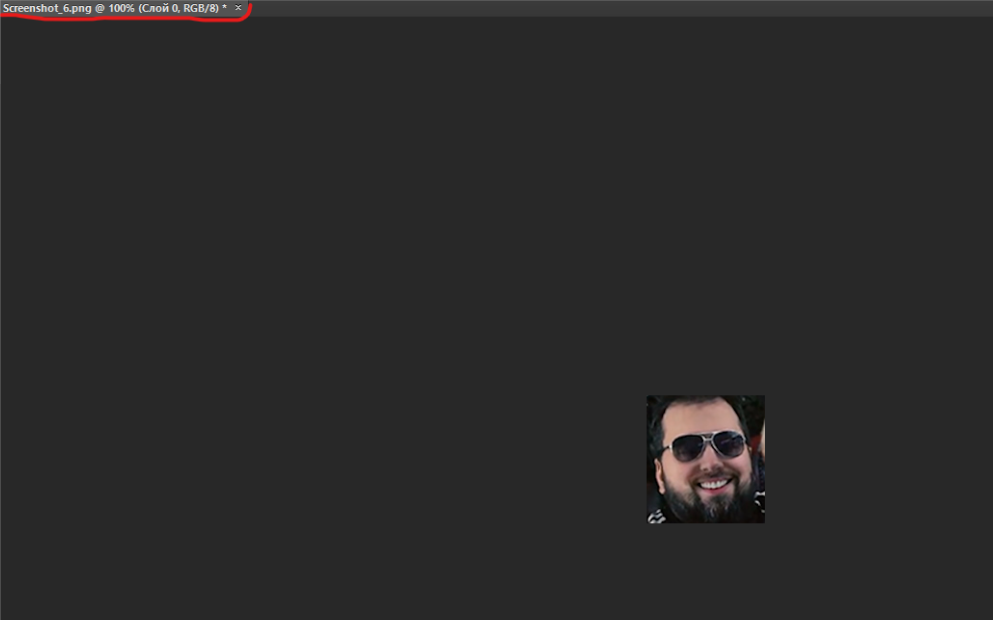 Screenshot_6.png @ 100% (Слой 0, RGB/8) * ×